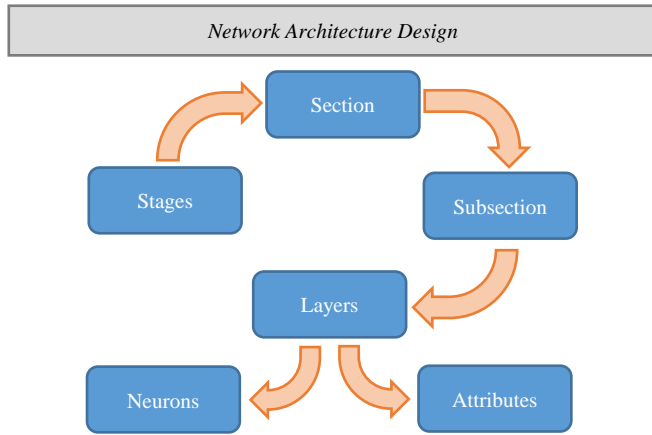 Network Architecture Design
Section
Stages
Subsection
Layers
Neurons
Attributes